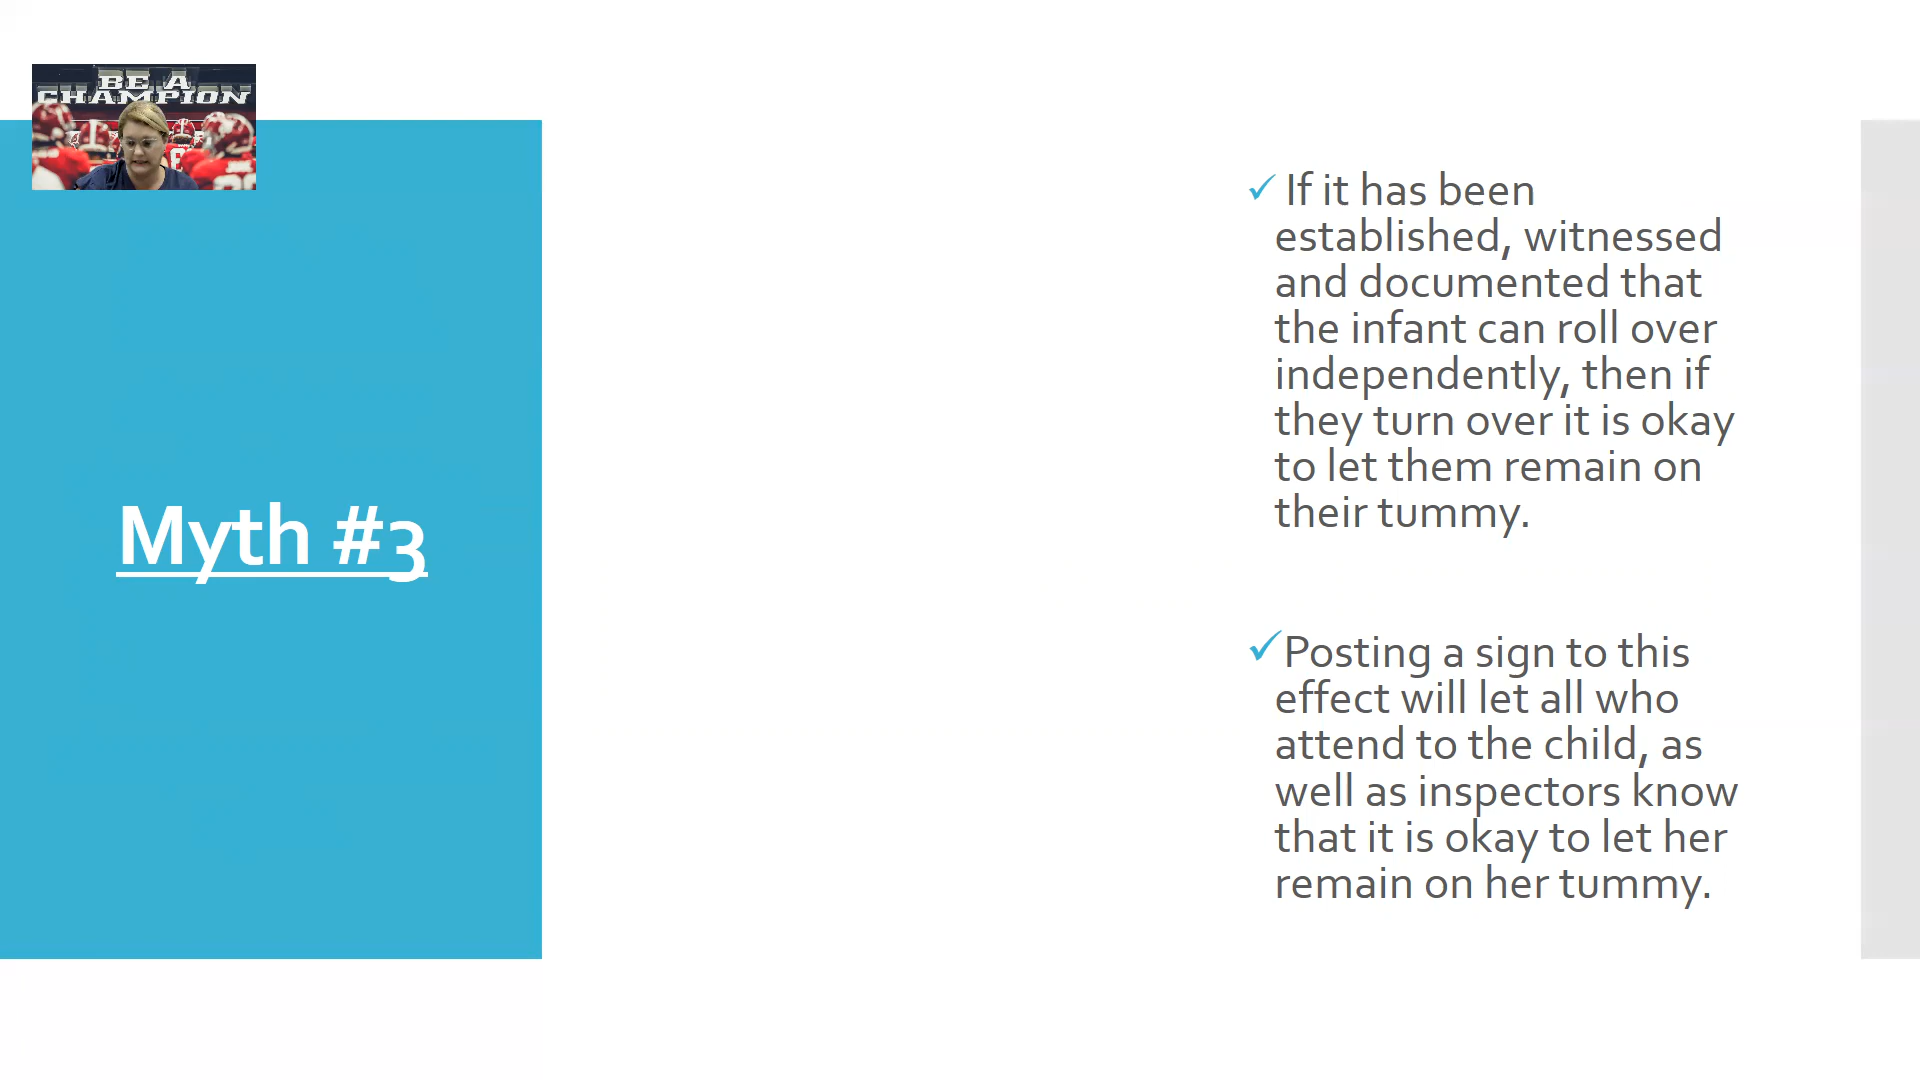 BE A
CHAMPION
Myth #3
✓ If it has been
established, witnessed
and documented that
the infant can roll over
independently, then if
they turn over it is okay
to let them remain on
their tummy.
✓Posting a sign to this
effect will let all who
attend to the child, as
well as inspectors know
that it is okay to let her
remain on her tummy.